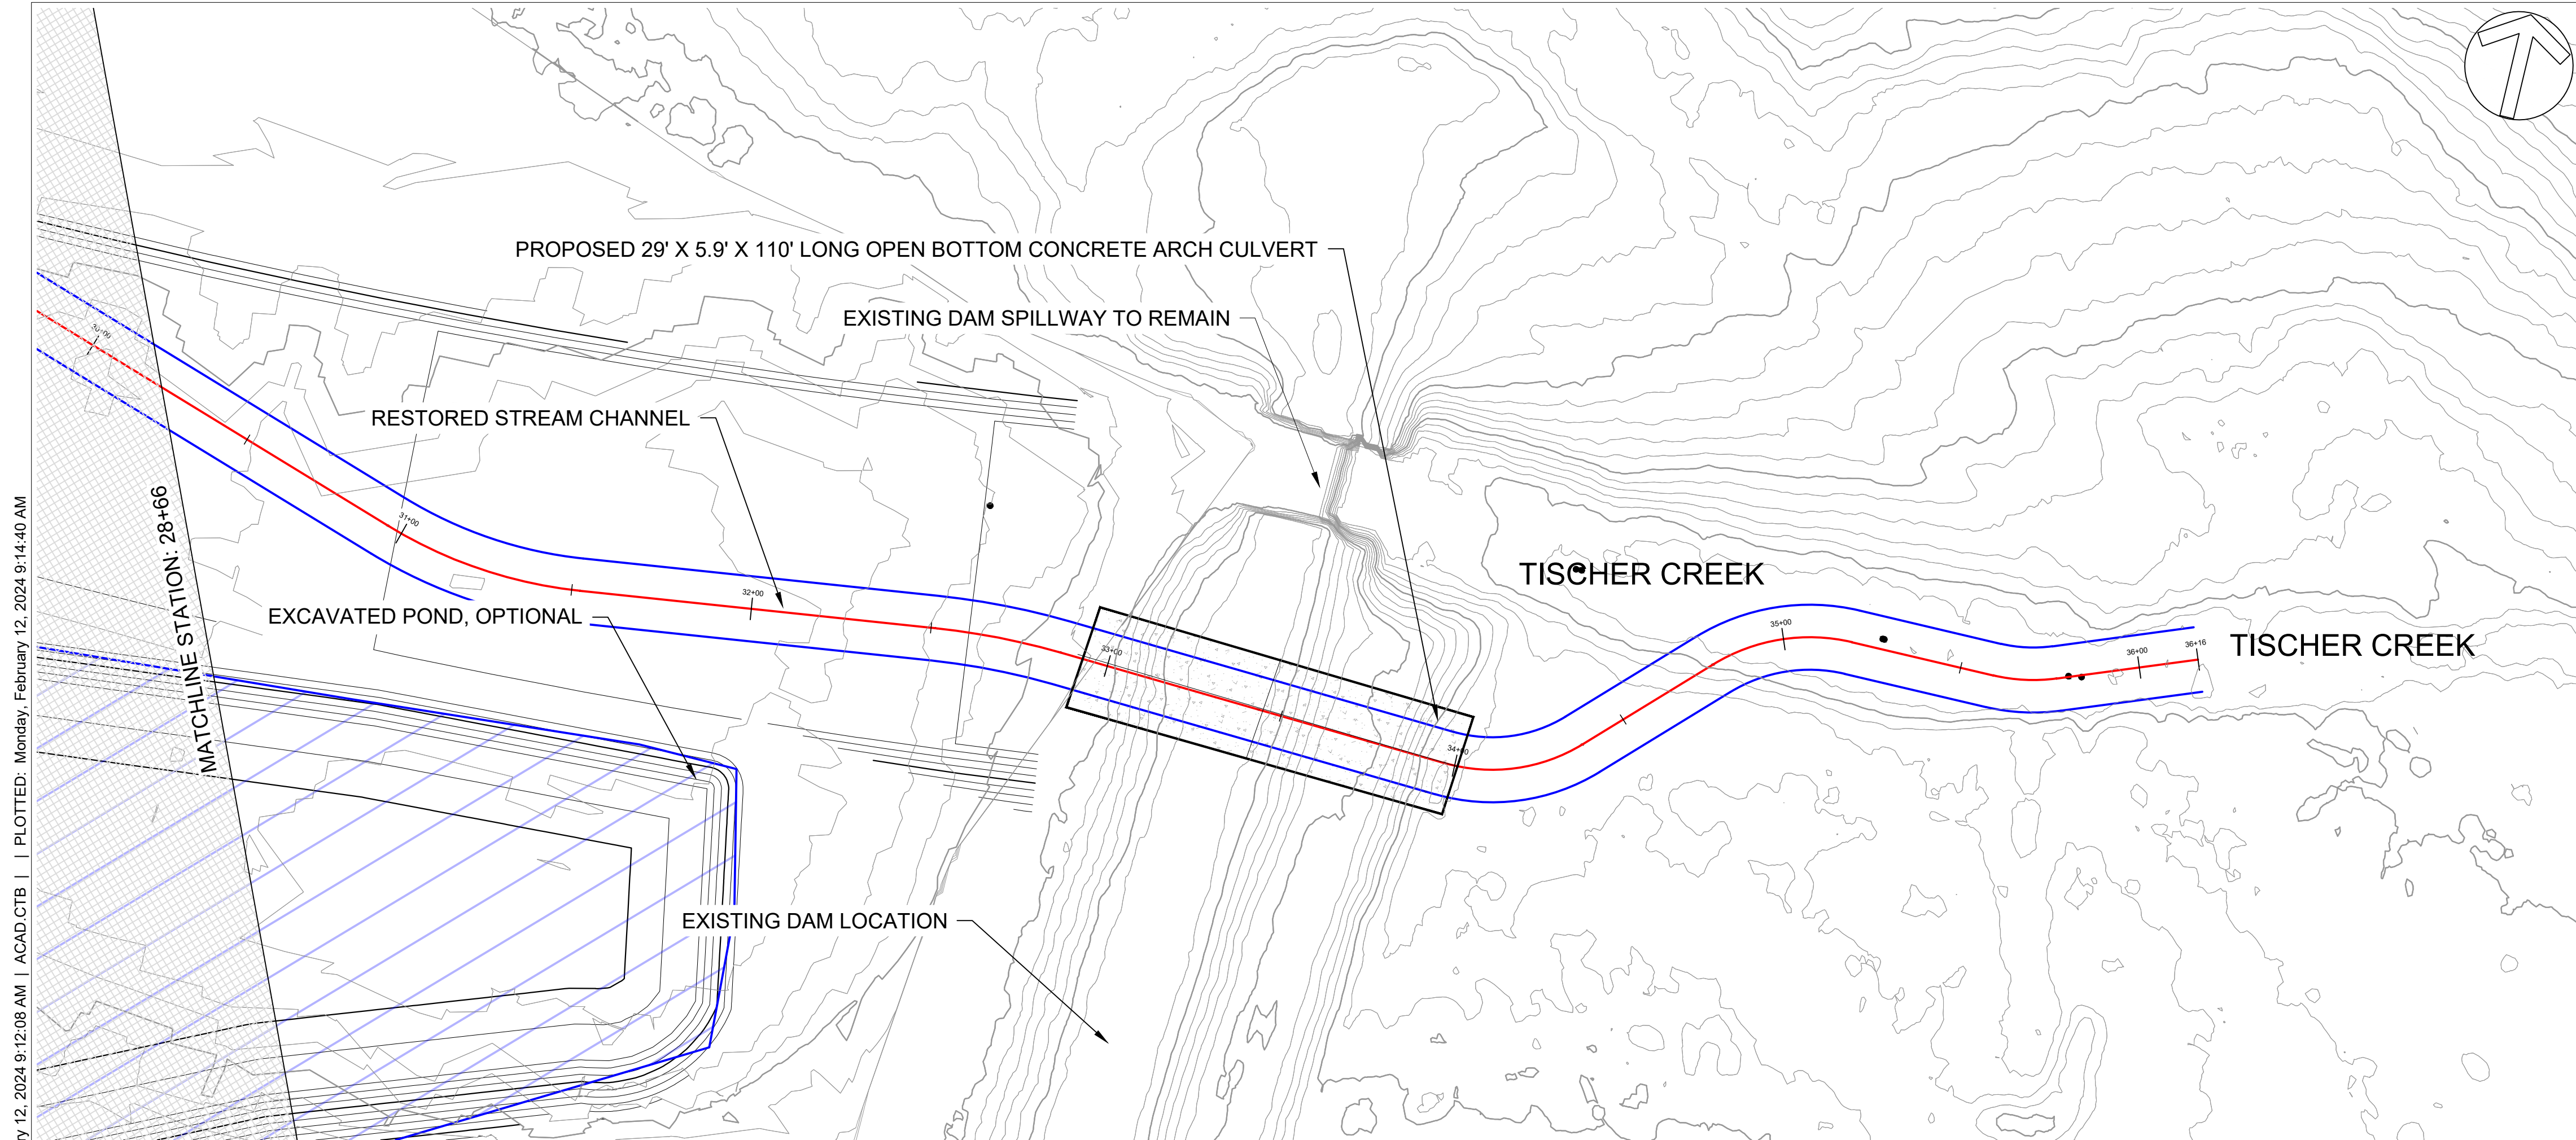 PROPOSED 29' X 5.9' X 110' LONG OPEN BOTTOM CONCRETE ARCH CULVERT
EXISTING DAM SPILLWAY TO REMAIN
30+00
RESTORED STREAM CHANNEL
31+00
MATCHLINE STATION: 28+66
TISCHER CREEK
32+00
EXCAVATED POND, OPTIONAL
35+00
33+00
36+16
TISCHER CREEK
36+00
34+00
EXISTING DAM LOCATION
ry 12, 2024 9:12:08 AM | ACAD.CTB | | PLOTTED: Monday, February 12, 2024 9:14:40 AM